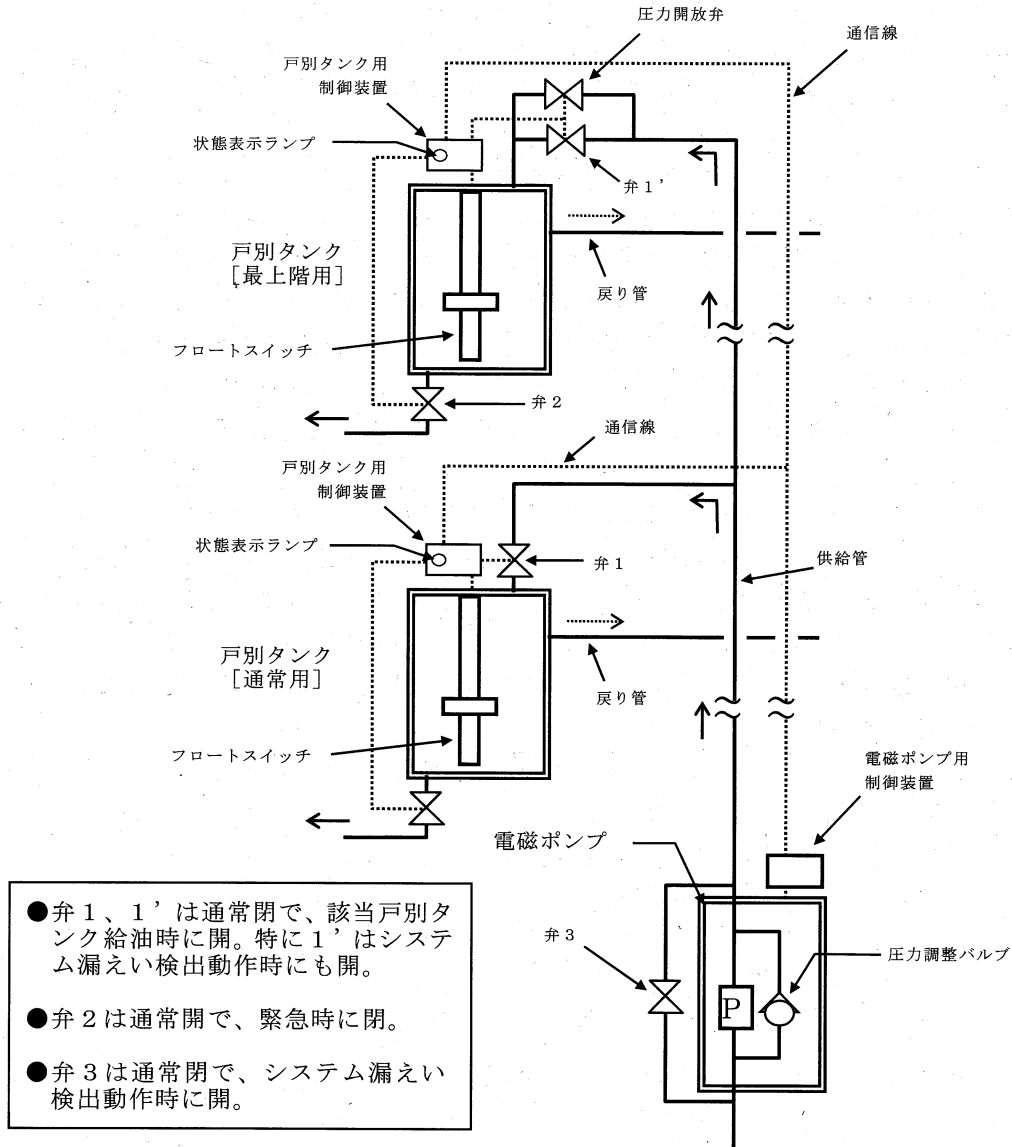 圧力開放弁
通信線
戸別タンク用
制御装置
状態表示ランプ
弁１’
戸別タンク
［最上階用］
戻り管
フロートスイッチ
弁２
通信線
戸別タンク用
制御装置
状態表示ランプ
弁１
供給管
戸別タンク
［通常用］
戻り管
フロートスイッチ
電磁ポンプ用
制御装置
電磁ポンプ
弁３
圧力調整バルブ
P
●弁１、１’は通常閉で、該当戸別タ
ンク給油時に開。特に１’はシステ
ム漏えい検出動作時にも開。
●弁２は通常開で、緊急時に閉。
●弁３は通常閉で、システム漏えい
検出動作時に開。